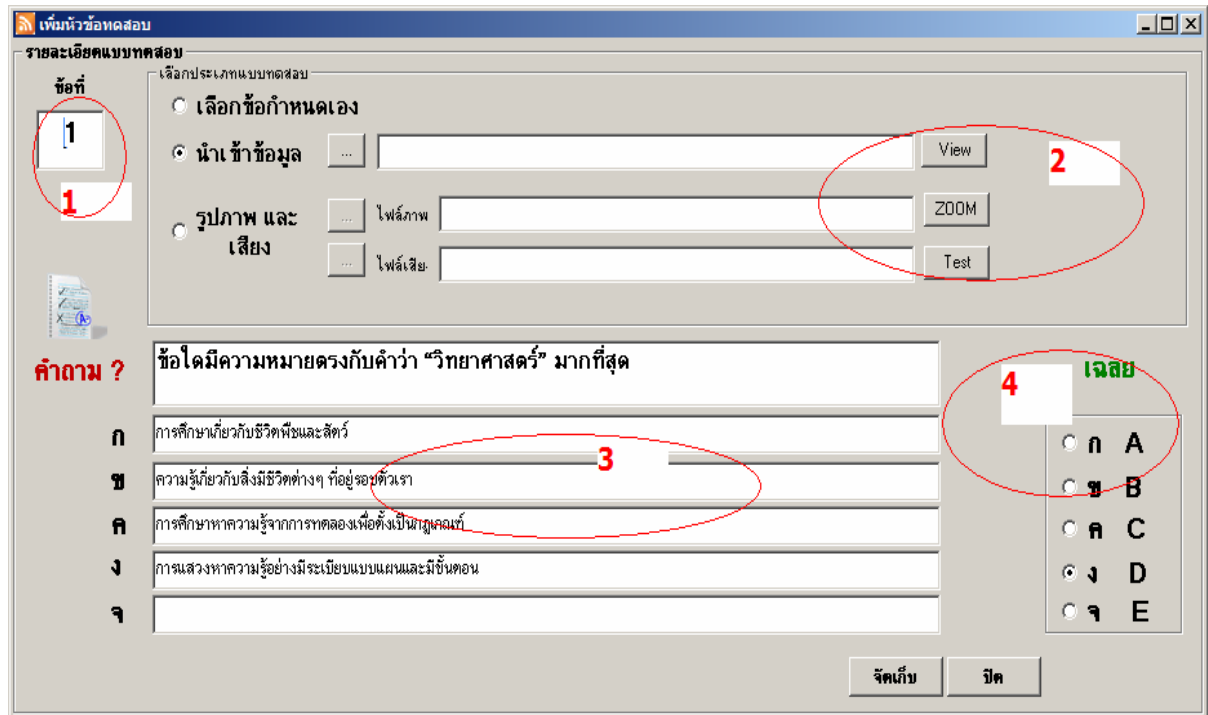 เพิ่มหัวข้อทดสอบ
รายละเอียดแบบทดสอบ
ข้อที่
1
1
เลือกประเภทแบบทดสอบ
เลือกข้อกำหนดเอง
นำเข้าข้อมูล ... View
2
รูปภาพ และ
เสียง
... ไฟล์ภาพ ZOOM
... ไฟล์เสีย Test
คำถาม ? ข้อใดมีความหมายตรงกับคำว่า “วิทยาศาสตร์” มากที่สุด
4 เฉลย
ก การศึกษาเกี่ยวกับชีวิตพืชและสัตว์
3
ข ความรู้เกี่ยวกับสิ่งมีชีวิตต่างๆ ที่อยู่รอบตัวเรา
ค การศึกษาหาความรู้จากการทดลองเพื่อตั้งเป็นกฎเกณฑ์
ง การแสวงหาความรู้อย่างมีระเบียบแบบแผนและมีขั้นตอน
จ
ก A
ข B
ค C
ง D
จ E
จัดเก็บ ปิด